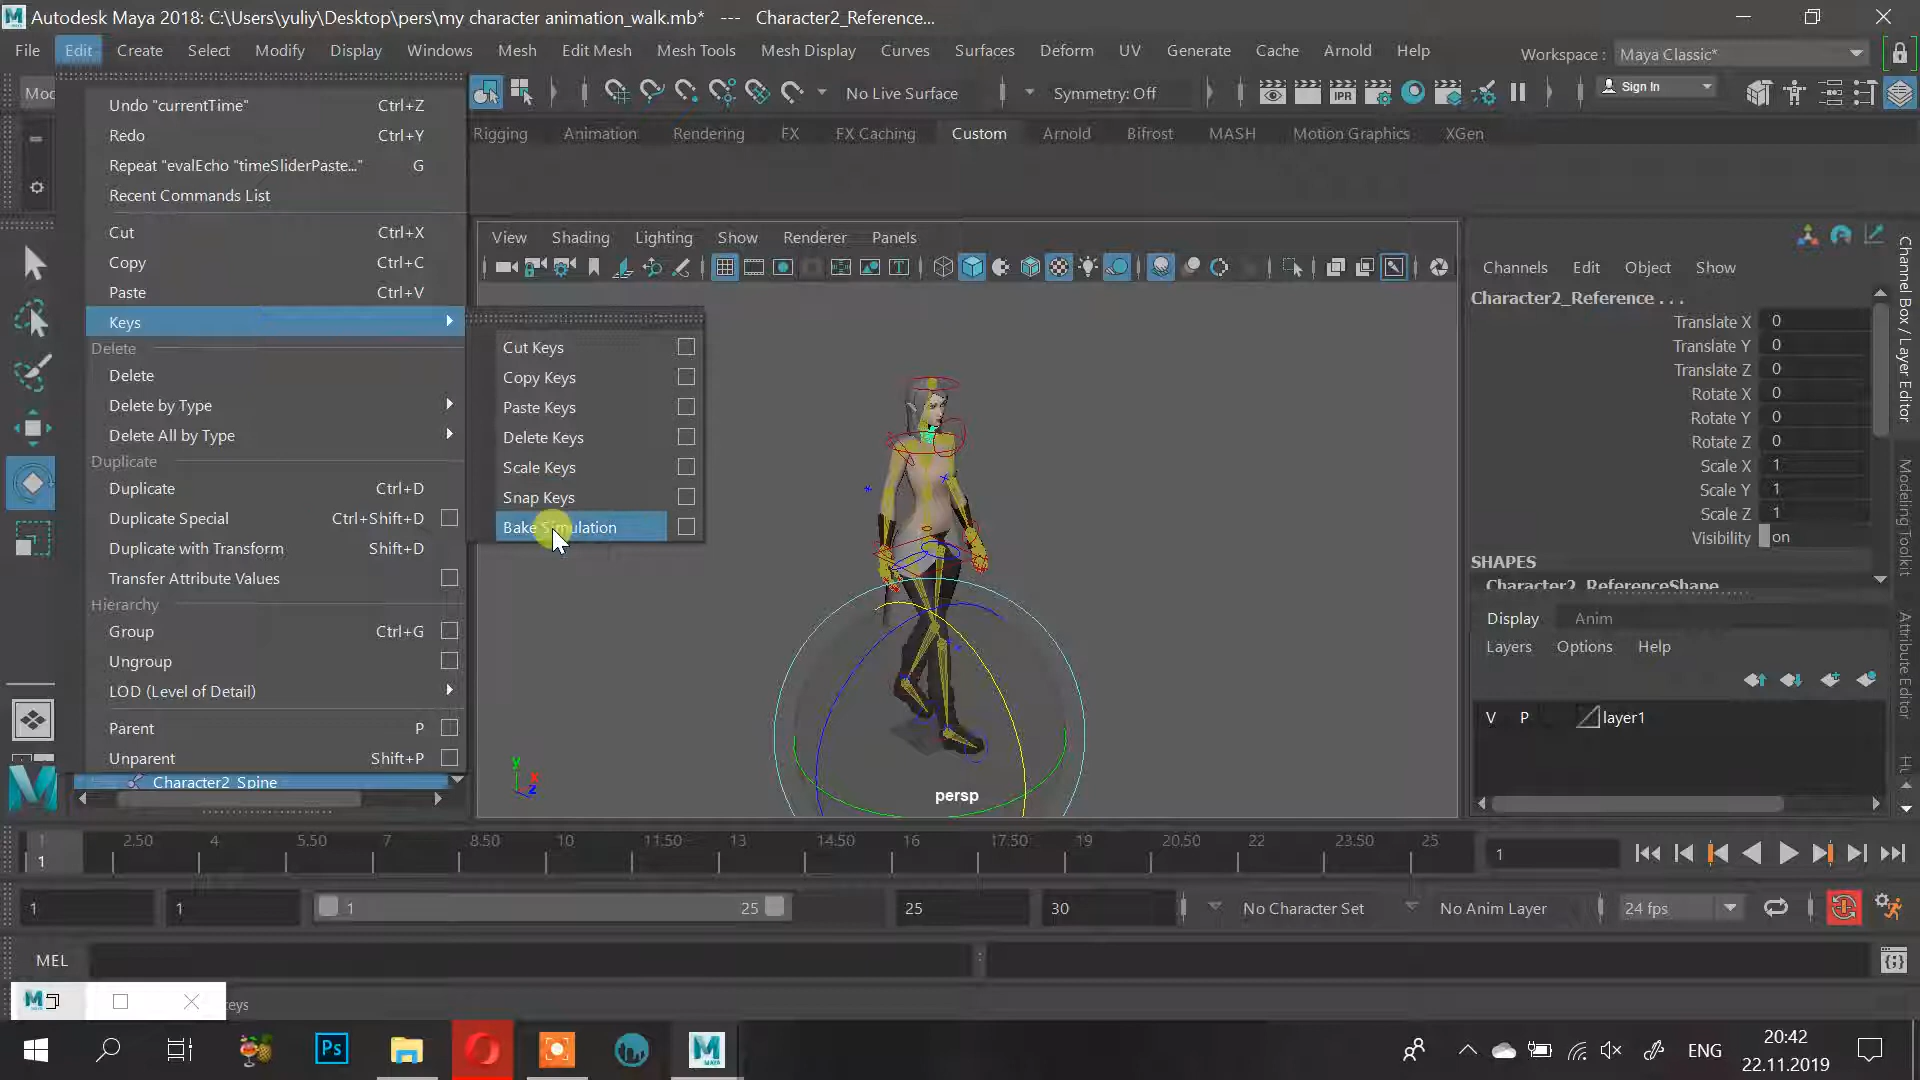 Autodesk Maya 2018: C:\Users\yuliy\Desktop\pers\my character animation_walk.mb* --- Character2_Reference...
File Edit Create Select Modify Display Windows Mesh Edit Mesh Mesh Tools Mesh Display Curves Surfaces Deform UV Generate Cache Arnold Help
Workspace : Maya Classic*
No Live Surface Symmetry: Off IPR Sign In
Rigging Animation Rendering FX FX Caching Custom Arnold Bifrost MASH Motion Graphics XGen
Undo "currentTime" Ctrl+Z
Redo Ctrl+Y
Repeat "evalEcho "timeSliderPaste..." G
Recent Commands List
Cut Ctrl+X
Copy Ctrl+C
Paste Ctrl+V
Keys
Delete
Delete
Delete by Type
Delete All by Type
Duplicate
Duplicate Ctrl+D
Duplicate Special Ctrl+Shift+D
Duplicate with Transform Shift+D
Transfer Attribute Values
Hierarchy
Group Ctrl+G
Ungroup
LOD (Level of Detail)
Parent P
Unparent Shift+P
Character2_Spine
Cut Keys
Copy Keys
Paste Keys
Delete Keys
Scale Keys
Snap Keys
Bake Simulation
View Shading Lighting Show Renderer Panels
persp
y
x
z
Channels Edit Object Show
Character2_Reference . . .
Translate X 0
Translate Y 0
Translate Z 0
Rotate X 0
Rotate Y 0
Rotate Z 0
Scale X 1
Scale Y 1
Scale Z 1
Visibility on
SHAPES
Character2_ReferenceShape
Display Anim
Layers Options Help
V P layer1
Channel Box / Layer Editor
Modeling Toolkit
Attribute Editor
1 2.50 4 5.50 7 8.50 10 11.50 13 14.50 16 17.50 19 20.50 22 23.50 25
1 1
1 1 1 25 25 30 No Character Set No Anim Layer 24 fps
MEL
Ps
MAYA
ENG
20:42
22.11.2019